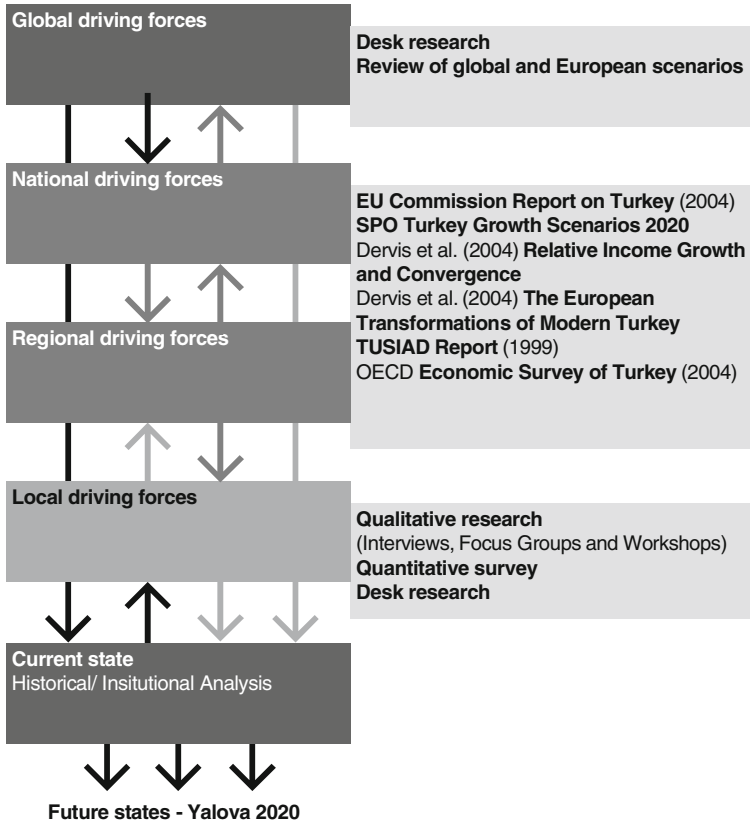 Global driving forces
Desk research
Review of global and European scenarios
National driving forces
EU Commission Report on Turkey (2004)
SPO Turkey Growth Scenarios 2020
Dervis et al. (2004) Relative Income Growth
and Convergence
Dervis et al. (2004) The European
Transformations of Modern Turkey
TUSIAD Report (1999)
OECD Economic Survey of Turkey (2004)
Regional driving forces
Local driving forces
Qualitative research
(Interviews, Focus Groups and Workshops)
Quantitative survey
Desk research
Current state
Historical/ Insitutional Analysis
Future states - Yalova 2020